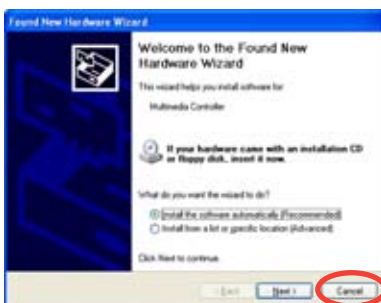 Found New Hardware Wizard
Welcome to the Found New
Hardware Wizard
This wizard helps you install software for:
Multimedia Controller
If your hardware came with an installation CD
or floppy disk, insert it now.
What do you want the wizard to do?
Install the software automatically (Recommended)
Install from a list or specific location (Advanced)
Click Next to continue.
< Back Next > Cancel